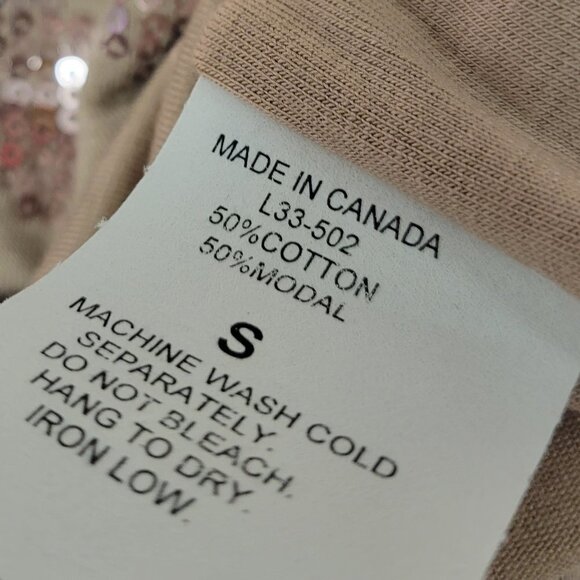 MADE IN CANADA
L33-502
50%COTTON
50%MODAL
S
MACHINE WASH COLD
SEPARATELY.
DO NOT BLEACH.
HANG TO DRY.
IRON LOW.